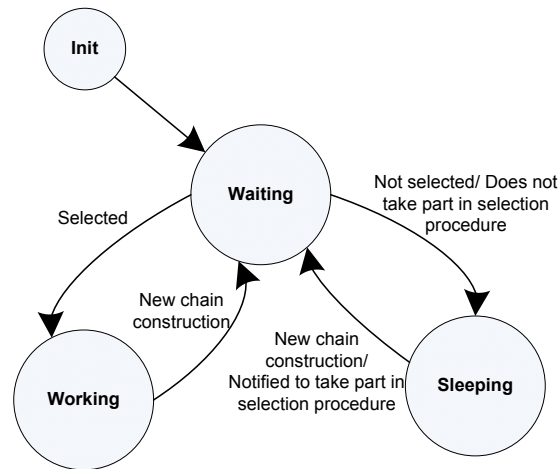 Init
Waiting
Not selected/ Does not
take part in selection
procedure
Selected
New chain
construction
New chain
construction/
Notified to take part in
selection procedure
Working
Sleeping